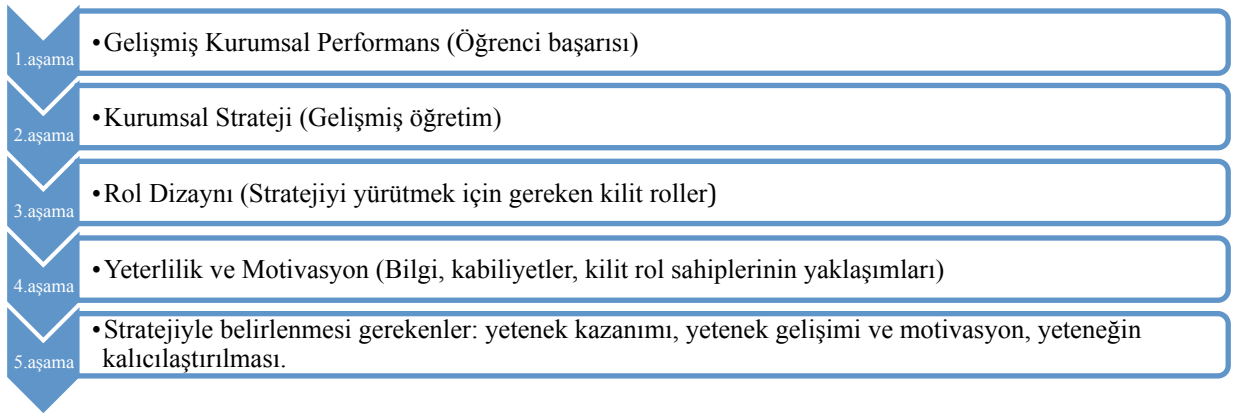 1.aşama
•Gelişmiş Kurumsal Performans (Öğrenci başarısı)
2.aşama
•Kurumsal Strateji (Gelişmiş öğretim)
3.aşama
•Rol Dizaynı (Stratejiyi yürütmek için gereken kilit roller)
4.aşama
•Yeterlilik ve Motivasyon (Bilgi, kabiliyetler, kilit rol sahiplerinin yaklaşımları)
5.aşama
•Stratejiyle belirlenmesi gerekenler: yetenek kazanımı, yetenek gelişimi ve motivasyon, yeteneğin
kalıcılaştırılması.